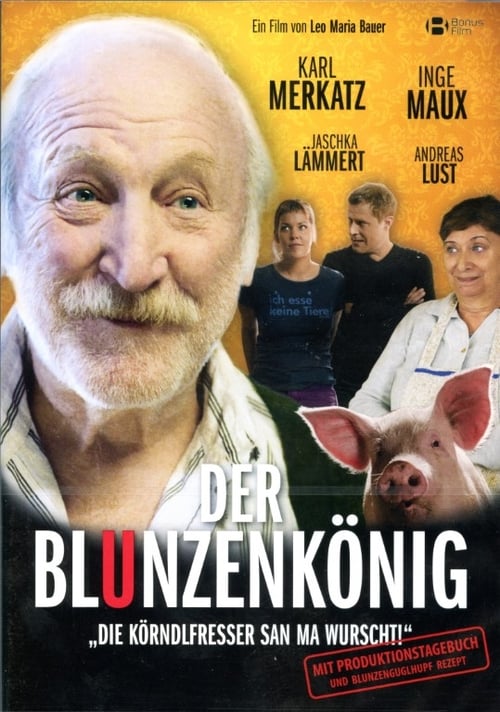 Ein Film von Leo Maria Bauer
Bonus
Film
KARL
MERKATZ
INGE
MAUX
JASCHKA
LÄMMERT
ANDREAS
LUST
ich esse
keine Tiere
DER
BLUNZENKÖNIG
„DIE KÖRNDLFRESSER SAN MA WURSCHT!“
MIT PRODUKTIONSTAGEBUCH
UND BLUNZENGUGLHUPF REZEPT